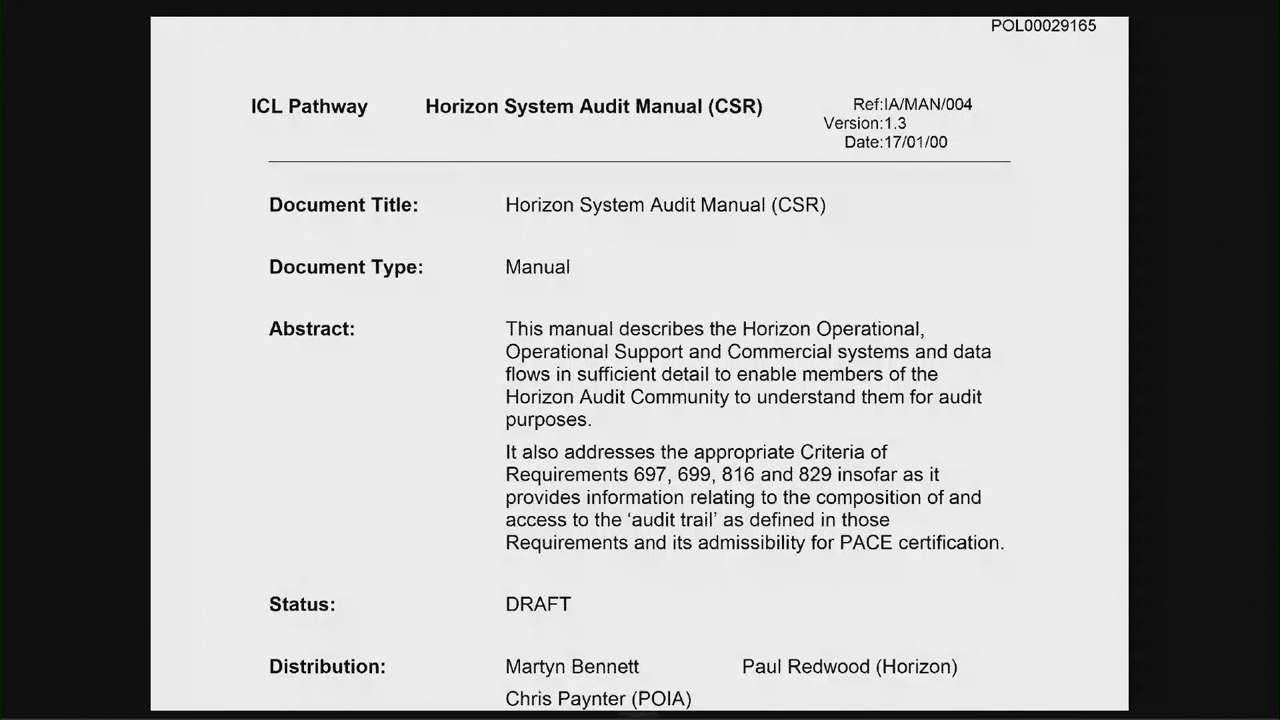 POL00029165
ICL Pathway Horizon System Audit Manual (CSR) Ref:IA/MAN/004
Version:1.3
Date:17/01/00
Document Title: Horizon System Audit Manual (CSR)
Document Type: Manual
Abstract: This manual describes the Horizon Operational,
Operational Support and Commercial systems and data
flows in sufficient detail to enable members of the
Horizon Audit Community to understand them for audit
purposes.
It also addresses the appropriate Criteria of
Requirements 697, 699, 816 and 829 insofar as it
provides information relating to the composition of and
access to the ‘audit trail’ as defined in those
Requirements and its admissibility for PACE certification.
Status: DRAFT
Distribution: Martyn Bennett Paul Redwood (Horizon)
Chris Paynter (POIA)